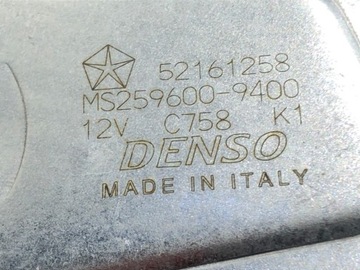 52161258
MS259600-9400
12V C758 K1
DENSO
MADE IN ITALY